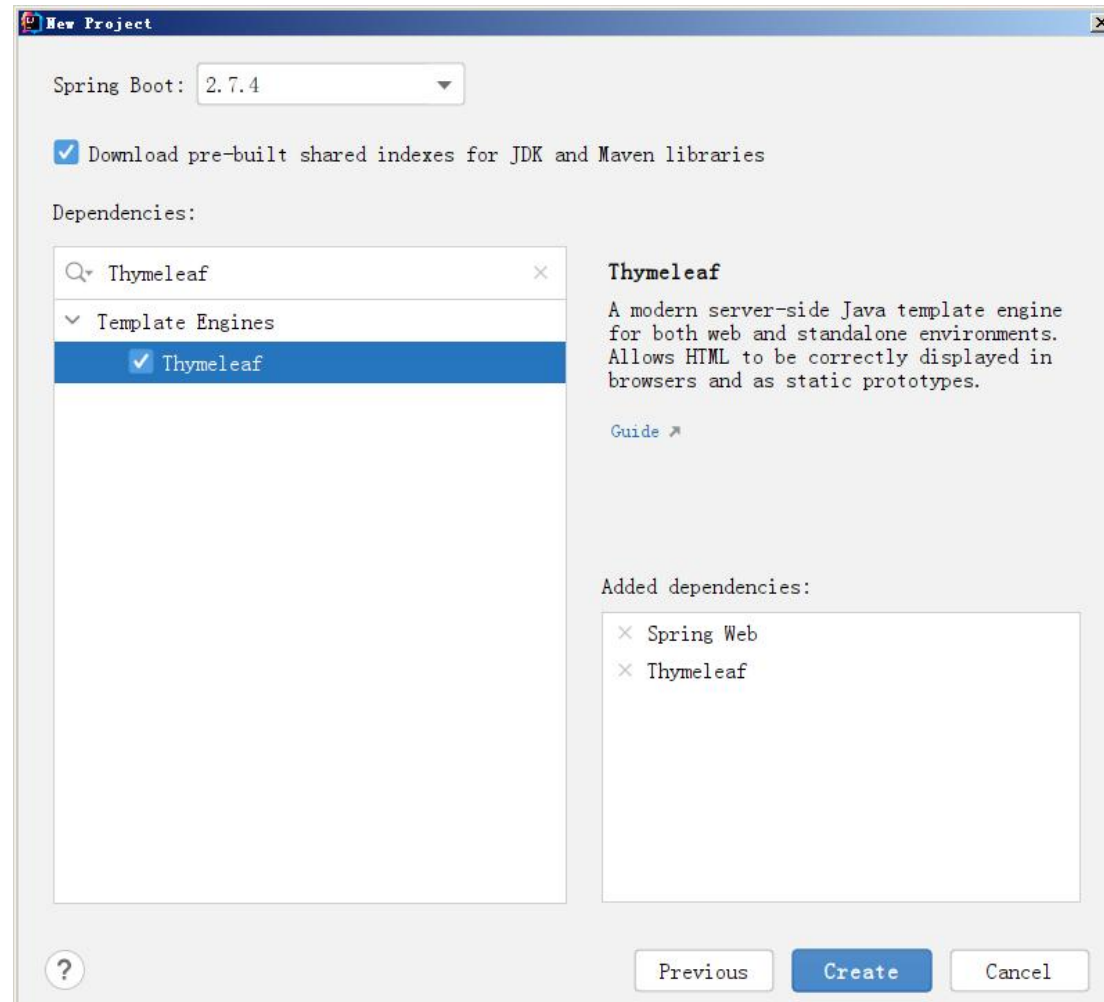 New Project
Spring Boot: 2.7.4
Download pre-built shared indexes for JDK and Maven libraries
Dependencies:
Thymeleaf
Template Engines
Thymeleaf
Thymeleaf
A modern server-side Java template engine
for both web and standalone environments.
Allows HTML to be correctly displayed in
browsers and as static prototypes.
Guide
Added dependencies:
Spring Web
Thymeleaf
?
Previous
Create
Cancel